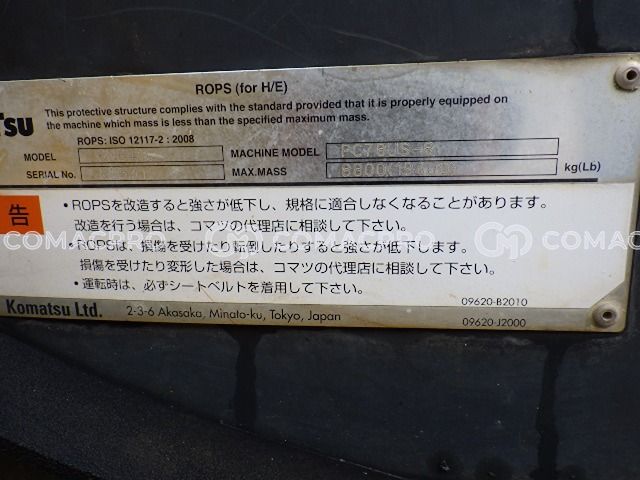 ROPS (for H/E)
This protective structure complies with the standard provided that it is properly equipped on
the machine which mass is less than the specified maximum mass.
TSU
ROPS: ISO 12117-2 : 2008
MODEL MACHINE MODEL PC78US-8
SERIAL No. MAX.MASS kg(Lb)
告
・ROPSを改造すると強さが低下し、規格に適合しなくなることがあります。
改造を行う場合は、コマツの代理店に相談して下さい。
・ROPSは、損傷を受けたり転倒したりすると強さが低下します。
損傷を受けたり変形した場合は、コマツの代理店に相談して下さい。
・運転時は、必ずシートベルトを着用して下さい。
09620-B2010
Komatsu Ltd. 2-3-6 Akasaka, Minato-ku, Tokyo, Japan 09620-J2000
COMACPRO COMACPRO COMACPRO